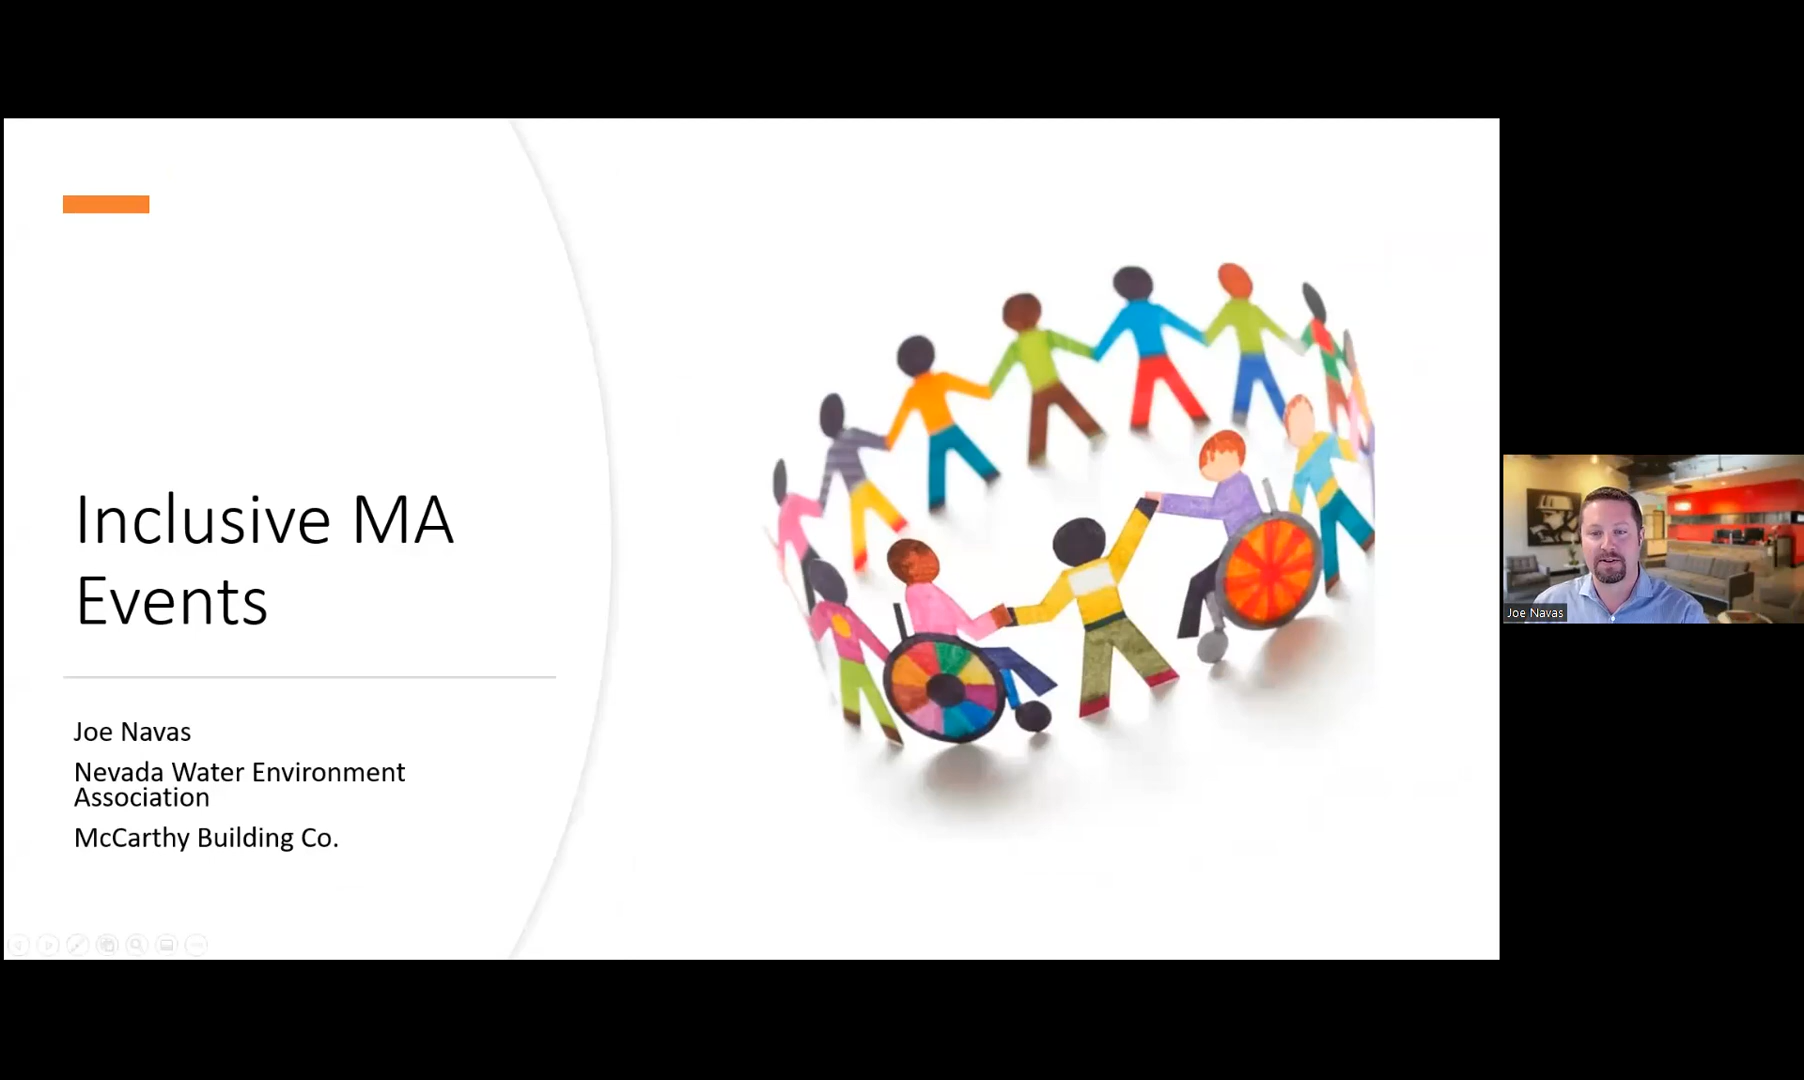 Inclusive MA
Events
Joe Navas
Nevada Water Environment
Association
McCarthy Building Co.
Joe Navas